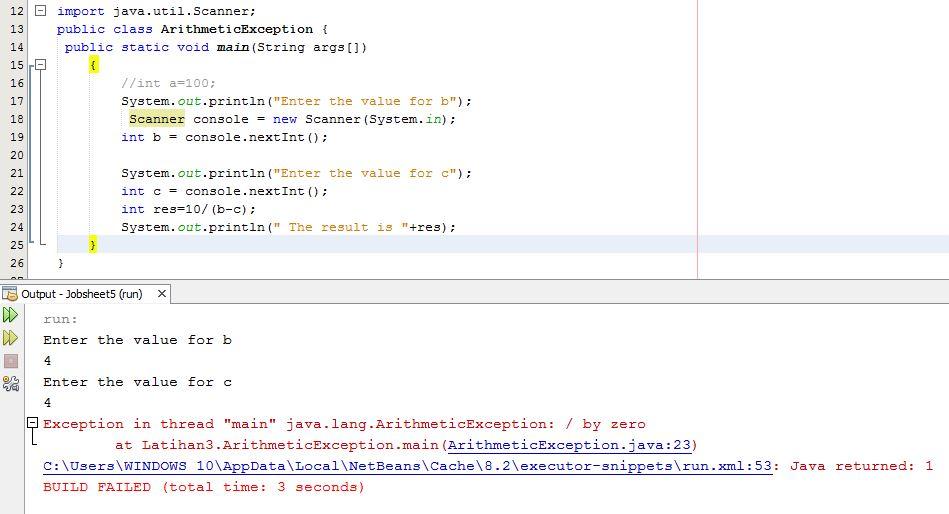 12 import java.util.Scanner;
13 public class ArithmeticException {
14 public static void main(String args[])
15 {
16 //int a=100;
17 System.out.println("Enter the value for b");
18 Scanner console = new Scanner(System.in);
19 int b = console.nextInt();
20
21 System.out.println("Enter the value for c");
22 int c = console.nextInt();
23 int res=10/(b-c);
24 System.out.println(" The result is "+res);
25 }
26 }
Output - Jobsheet5 (run) ×
run:
Enter the value for b
4
Enter the value for c
4
Exception in thread "main" java.lang.ArithmeticException: / by zero
at Latihan3.ArithmeticException.main(ArithmeticException.java:23)
C:\Users\WINDOWS 10\AppData\Local\NetBeans\Cache\8.2\executor-snippets\run.xml:53: Java returned: 1
BUILD FAILED (total time: 3 seconds)